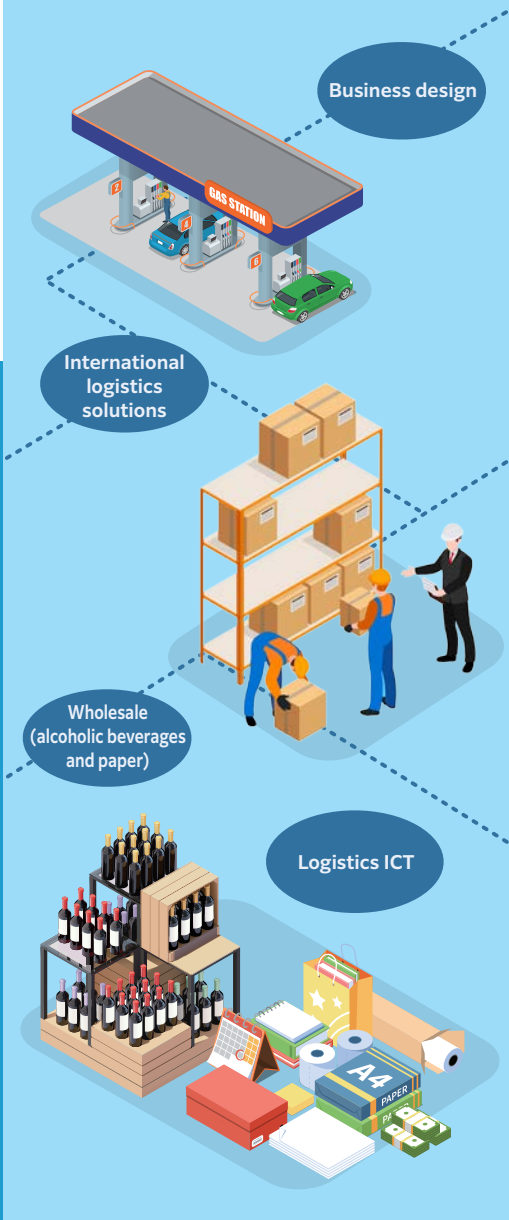 Business design
2
GAS STATION
4
6
International
logistics
solutions
Wholesale
(alcoholic beverages
and paper)
Logistics ICT
A4
PAPER